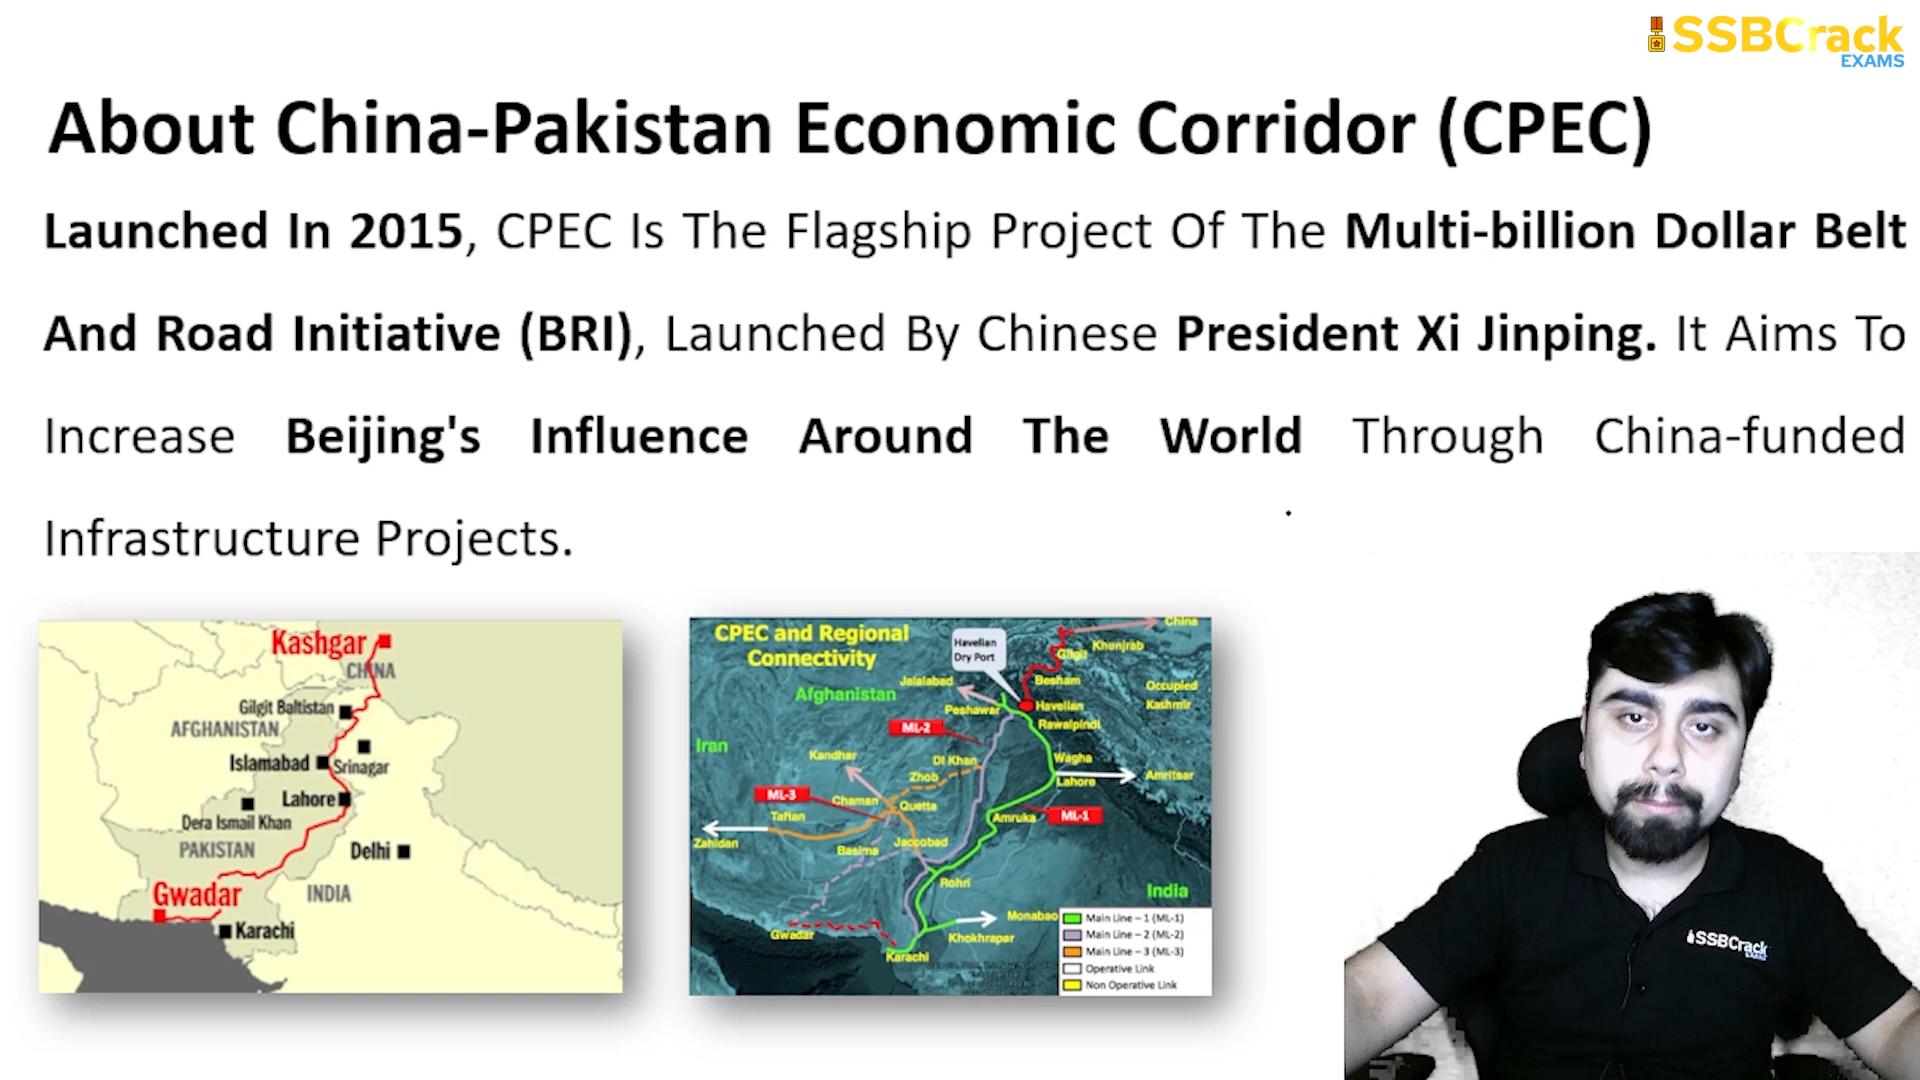 SSBCrack
EXAMS
About China-Pakistan Economic Corridor (CPEC)
Launched In 2015, CPEC Is The Flagship Project Of The Multi-billion Dollar Belt
And Road Initiative (BRI), Launched By Chinese President Xi Jinping. It Aims To
Increase Beijing's Influence Around The World Through China-funded
Infrastructure Projects.
Kashgar
CHINA
Gilgit Baltistan
AFGHANISTAN
Islamabad
Srinagar
Lahore
Dera Ismail Khan
PAKISTAN
Delhi
Gwadar
INDIA
Karachi
CPEC and Regional
Connectivity
Havelian
Dry Port
China
Khunjrab
Gilgit
Jalalabad
Besham
Afghanistan
Occupied
Kashmir
Peshawar
Havelian
Rawalpindi
ML-2
Iran
Kandhar
DI Khan
Wagha
Zhob
Lahore
Amritsar
ML-3
Chaman
Quetta
Taftan
Amruka
ML-1
Zahidan
Basima
Jaccobad
Rohri
India
Gwadar
Monabao
Khokhrapar
Karachi
Main Line – 1 (ML-1)
Main Line – 2 (ML-2)
Main Line – 3 (ML-3)
Operative Link
Non Operative Link
SSBCrack
EXAMS